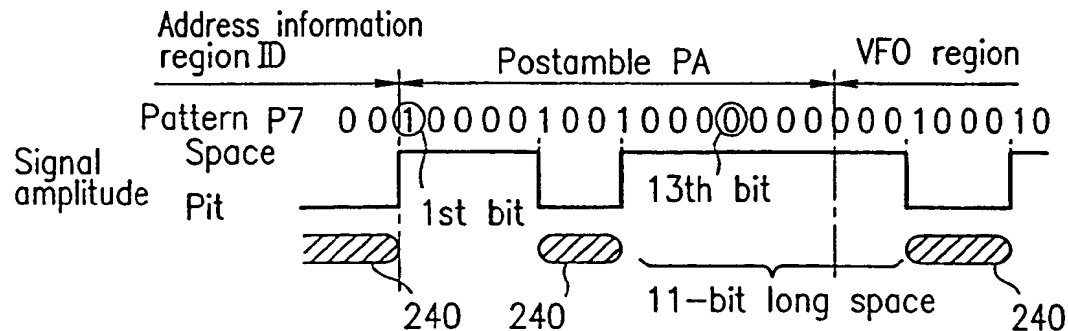 Address information
region ID
Postamble PA
VFO region
Pattern P7 0 0 1 0 0 0 0 1 0 0 1 0 0 0 0 0 0 0 0 0 0 1 0 0 0 1 0
Space
Signal
amplitude
Pit
1st bit
13th bit
11-bit long space
240
240
240